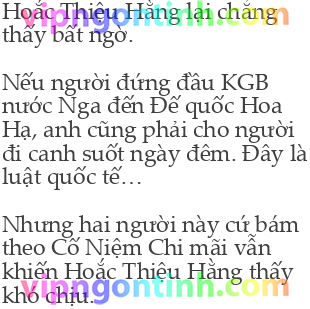 Hoắc Thiệu Hằng lại chẳng
thấy bất ngờ.
Nếu người đứng đầu KGB
nước Nga đến Đế quốc Hoa
Hạ, anh cũng phải cho người
đi canh suốt ngày đêm. Đây là
luật quốc tế…
Nhưng hai người này cứ bám
theo Cố Niệm Chi mãi vẫn
khiến Hoắc Thiệu Hằng thấy
khó chịu.
vipngontinh.com
vipngontinh.com